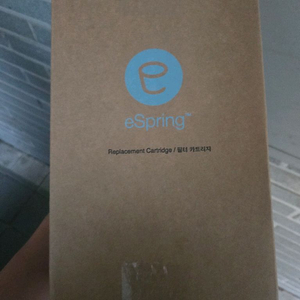 eSpring™
Replacement Cartridge / 필터 카트리지